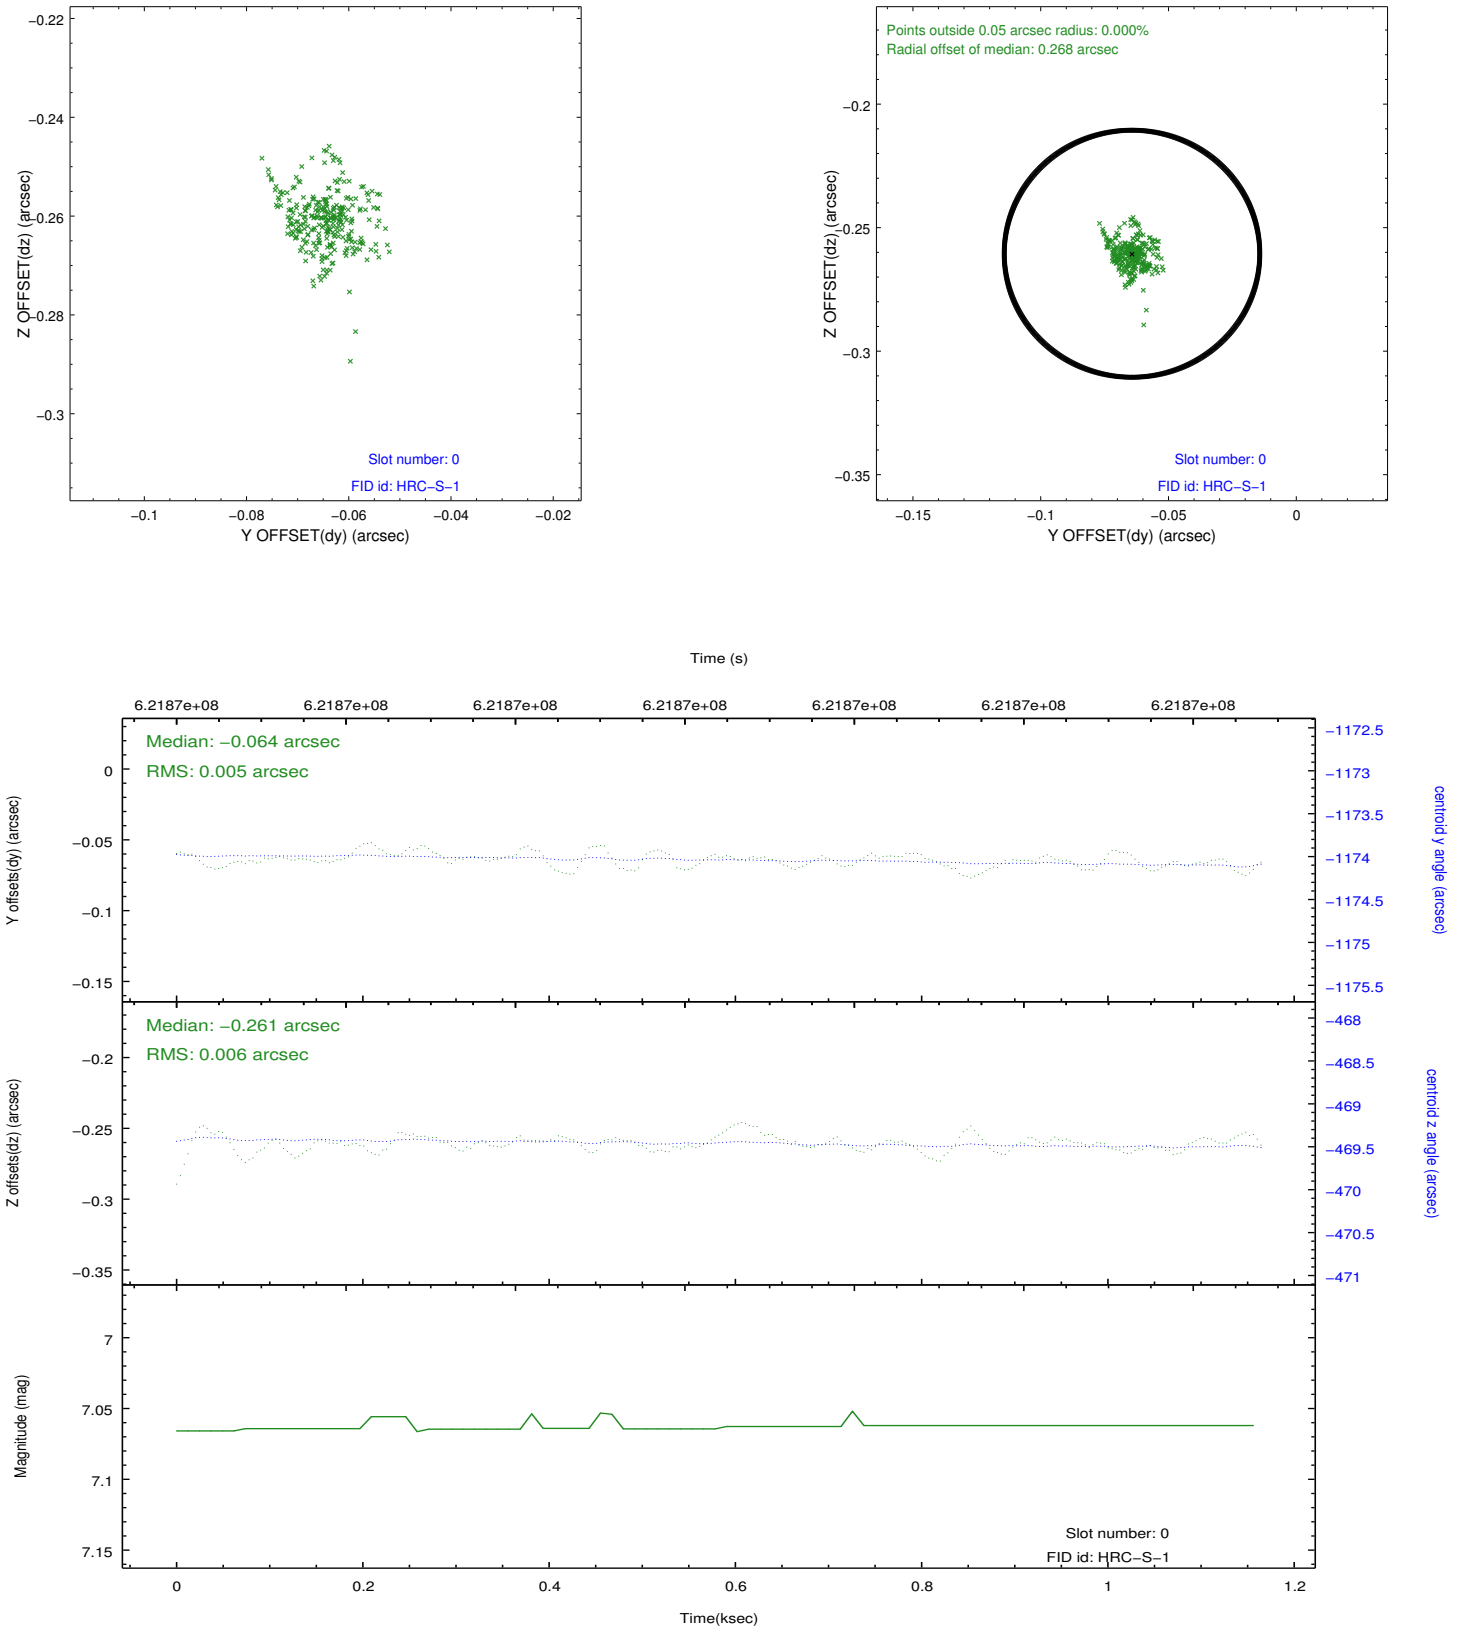 −0.22
−0.24
−0.26
−0.28
−0.3
Z OFFSET(dz) (arcsec)
Slot number: 0
FID id: HRC−S−1
−0.1
−0.08
−0.06
−0.04
−0.02
Y OFFSET(dy) (arcsec)
Points outside 0.05 arcsec radius: 0.000%
Radial offset of median: 0.268 arcsec
−0.2
−0.25
−0.3
−0.35
Z OFFSET(dz) (arcsec)
Slot number: 0
FID id: HRC−S−1
−0.15
−0.1
−0.05
0
Y OFFSET(dy) (arcsec)
Time (s)
6.2187e+08
6.2187e+08
6.2187e+08
6.2187e+08
6.2187e+08
6.2187e+08
6.2187e+08
Median: −0.064 arcsec
RMS: 0.005 arcsec
0
−0.05
−0.1
−0.15
Y offsets(dy) (arcsec)
−1172.5
−1173
−1173.5
−1174
−1174.5
−1175
−1175.5
centroid y angle (arcsec)
Median: −0.261 arcsec
RMS: 0.006 arcsec
−0.2
−0.25
−0.3
−0.35
Z offsets(dz) (arcsec)
−468
−468.5
−469
−469.5
−470
−470.5
−471
centroid z angle (arcsec)
7
7.05
7.1
7.15
Magnitude (mag)
Slot number: 0
FID id: HRC−S−1
0
0.2
0.4
0.6
0.8
1
1.2
Time(ksec)